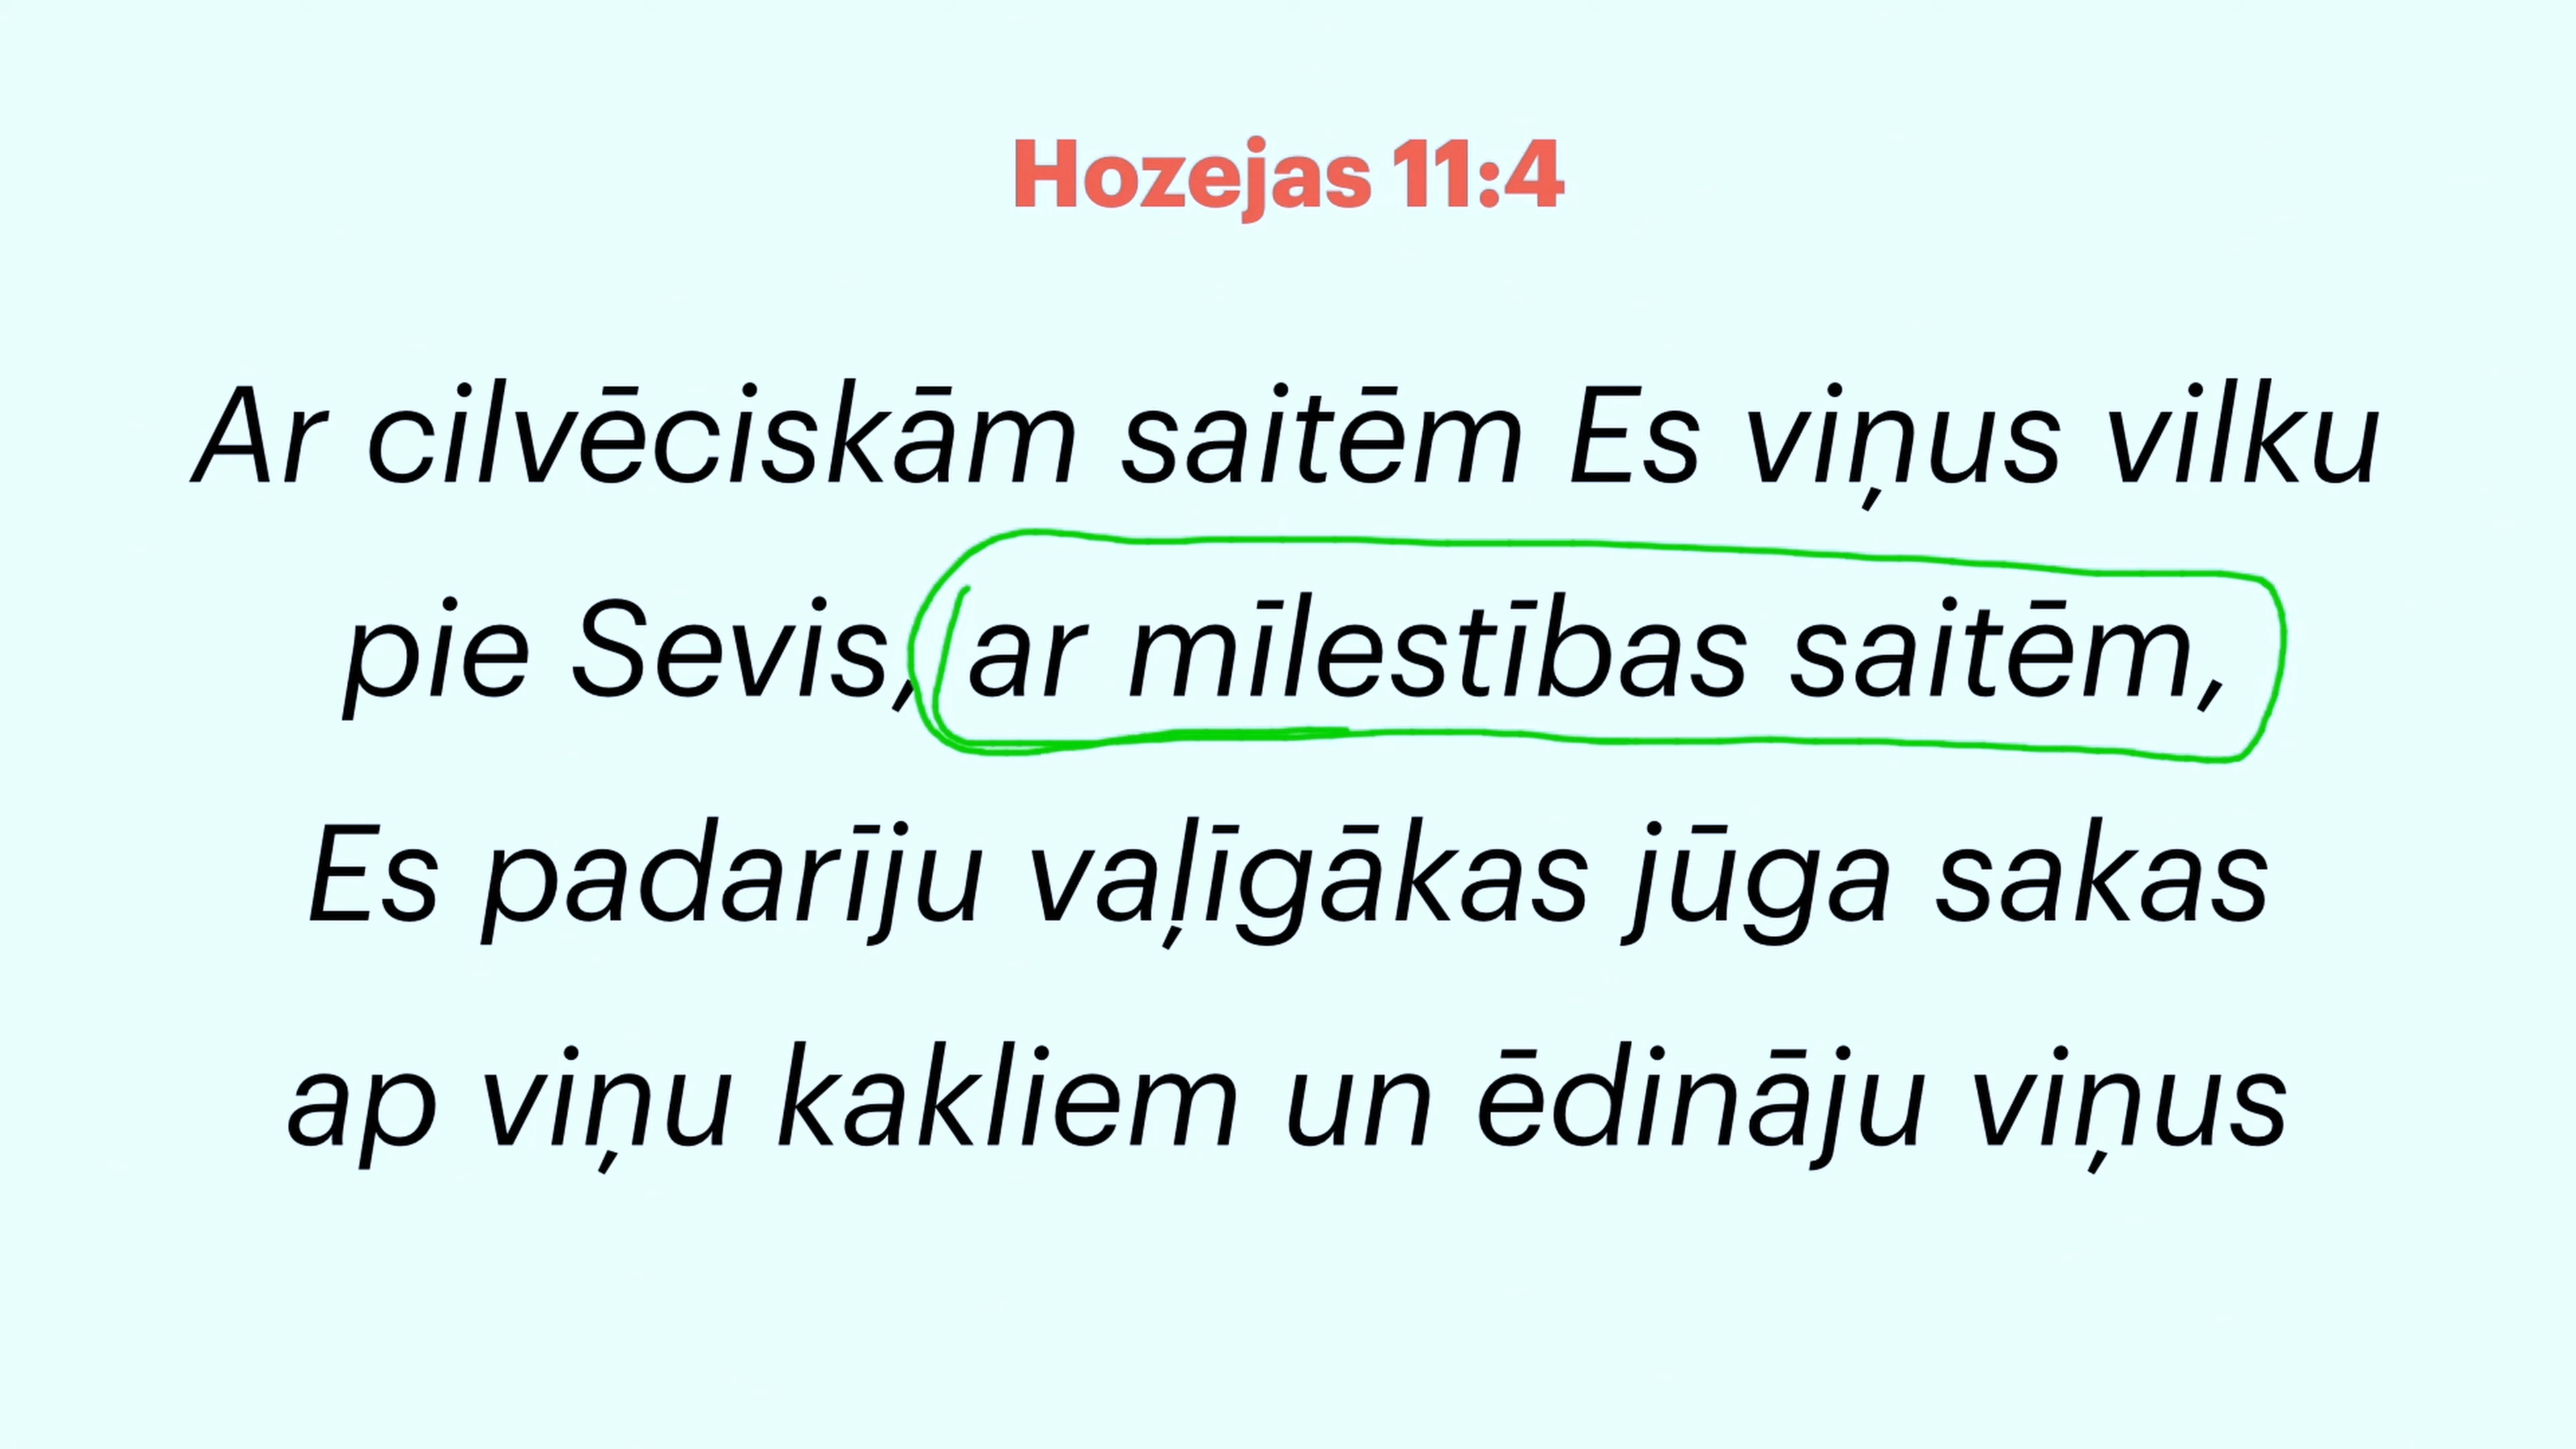 Hozejas 11:4
Ar cilvēciskām saitēm Es viņus vilku
pie Sevis, ar mīlestības saitēm,
Es padarīju vaļīgākas jūga sakas
ap viņu kakliem un ēdināju viņus